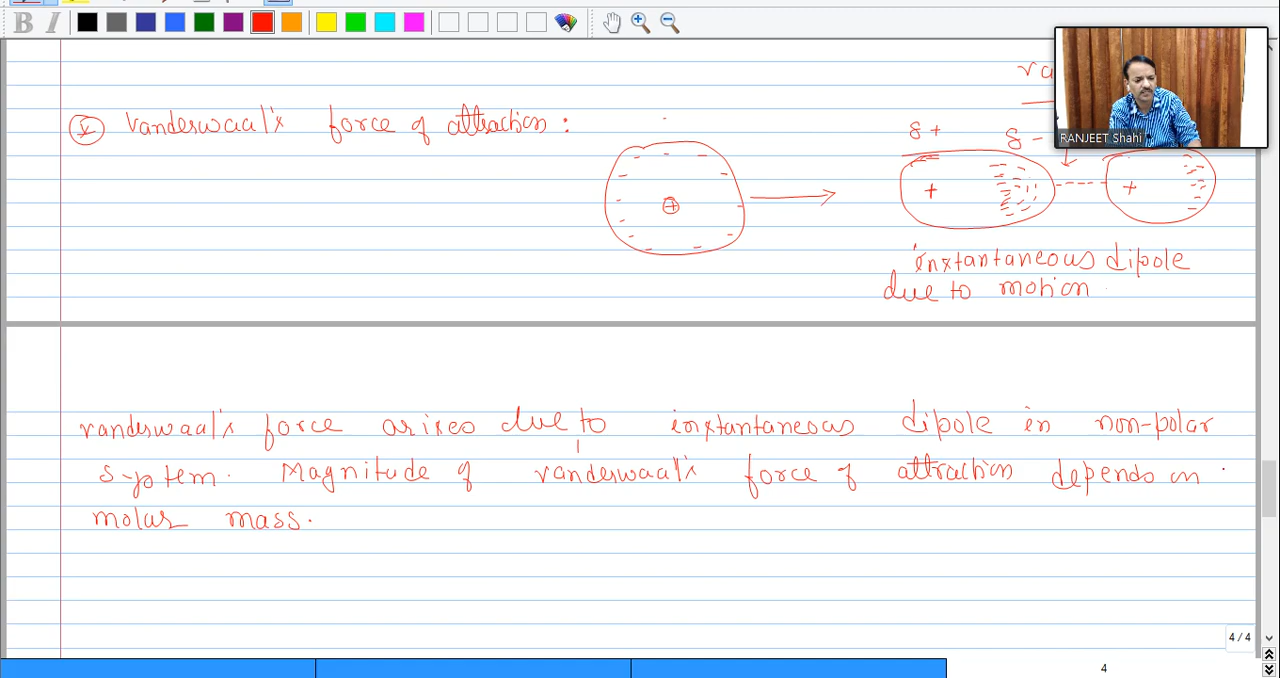 B I
va
Vanderwaal's force of attraction :
δ+ δ-
RANJEET Shahi
instantaneous dipole
due to motion
vanderwaal's force arises due to instantaneous dipole in non-polar
system. Magnitude of vanderwaal's force of attraction depends on
molar mass.
4/4
4